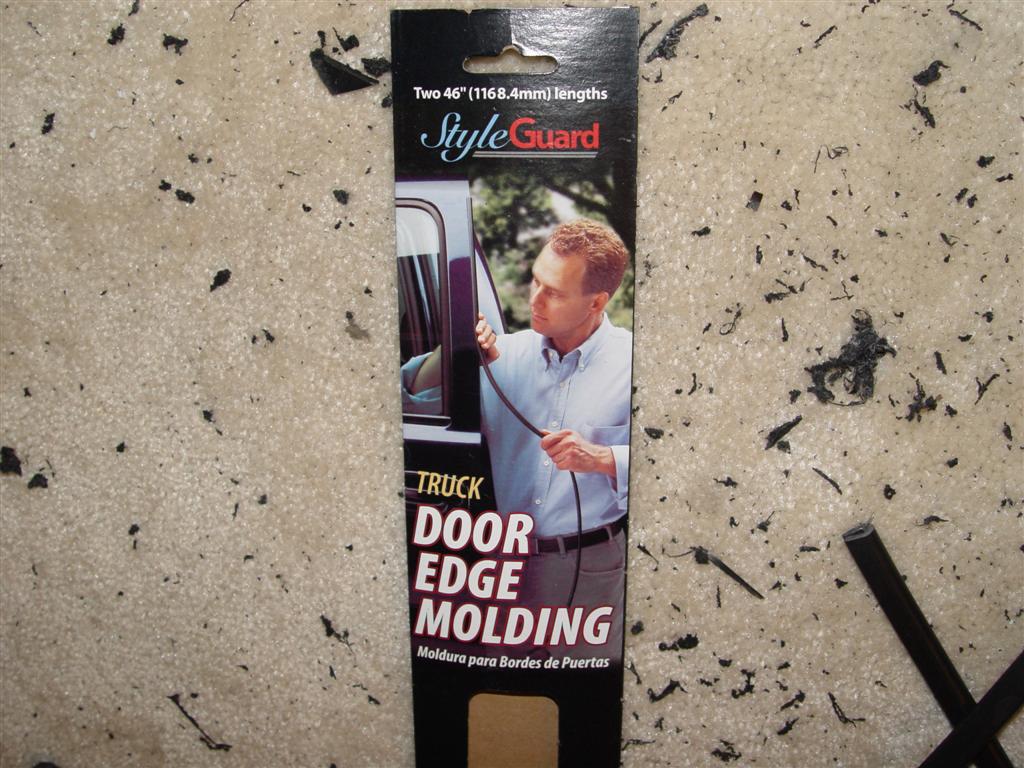 Two 46" (1168.4mm) lengths
StyleGuard
TRUCK
DOOR
EDGE
MOLDING
Moldura para Bordes de Puertas